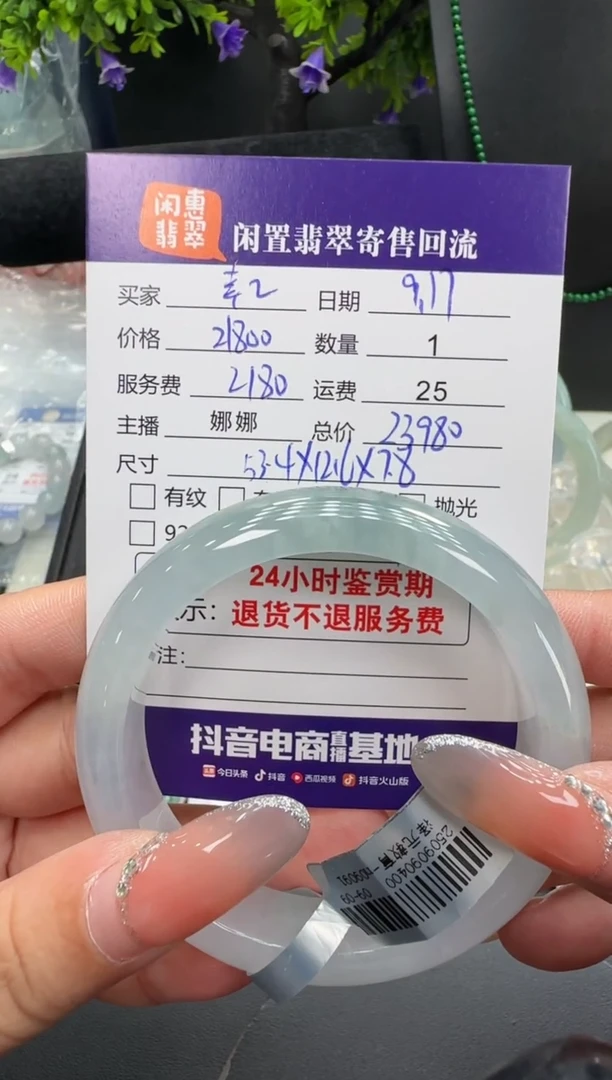 闲惠
翡翠
闲置翡翠寄售回流
买家 日期 9.17
价格 21800 数量 1
服务费 2180 运费 25
主播 娜娜 总价 23980
尺寸 53.4X12.6X7.8
有纹 抛光
24小时鉴赏期
示: 退货不退服务费
注:
抖音电商直播基地
今日头条 抖音 西瓜视频 抖音火山版
2509090400
09-09